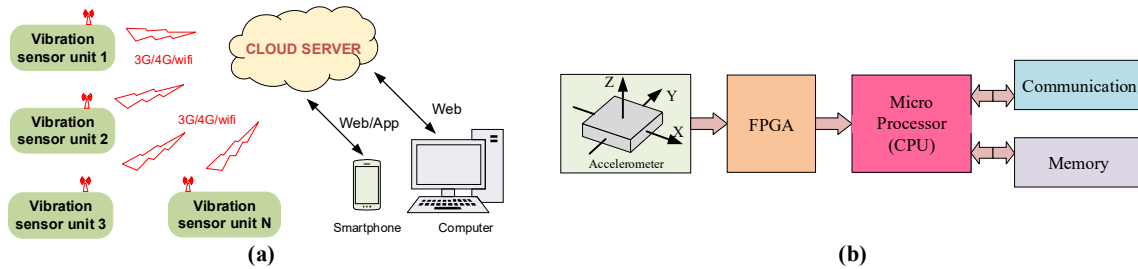 Vibration
sensor unit 1
3G/4G/wifi
CLOUD SERVER
Vibration
sensor unit 2
3G/4G/wifi
Web/App
Web
Vibration
sensor unit 3
Vibration
sensor unit N
Smartphone
Computer
(a)
Z
Y
X
Accelerometer
FPGA
Micro
Processor
(CPU)
Communication
Memory
(b)